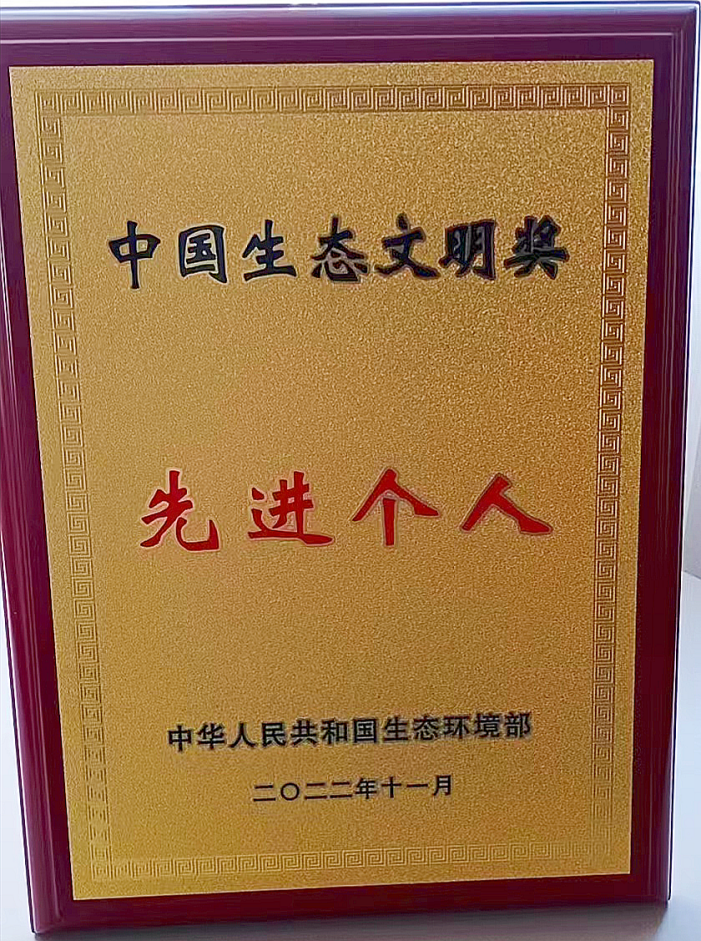 中国生态文明奖
先进个人
中华人民共和国生态环境部
二〇二二年十一月